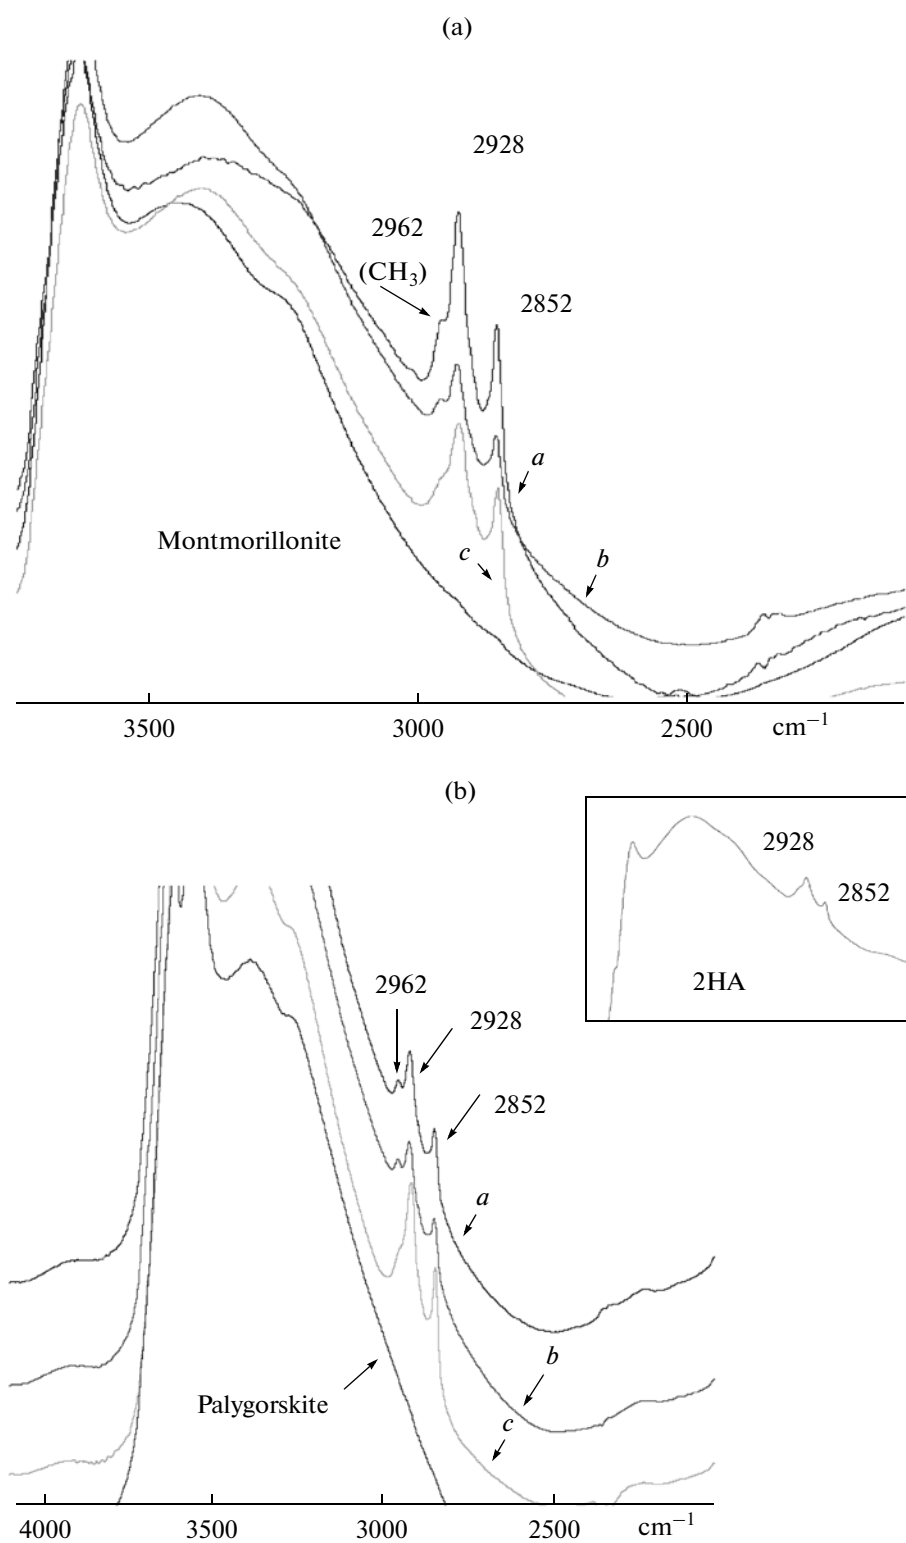 (a)
2928
2962
(CH₃)
2852
a
Montmorillonite
c
b
3500
3000
2500
cm⁻¹
(b)
2928
2852
2HA
2962
2928
2852
a
b
Palygorskite
c
4000
3500
3000
2500
cm⁻¹